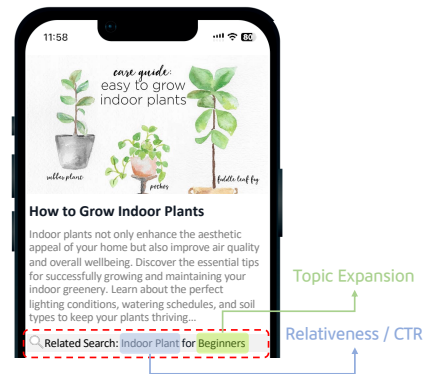 11:58
80
care guide:
easy to grow
indoor plants
rubber plant
pothos
fiddle leaf fig
How to Grow Indoor Plants
Indoor plants not only enhance the aesthetic
appeal of your home but also improve air quality
and overall wellbeing. Discover the essential tips
for successfully growing and maintaining your
indoor greenery. Learn about the perfect
lighting conditions, watering schedules, and soil
types to keep your plants thriving...
Related Search: Indoor Plant for Beginners
Topic Expansion
Relativeness / CTR